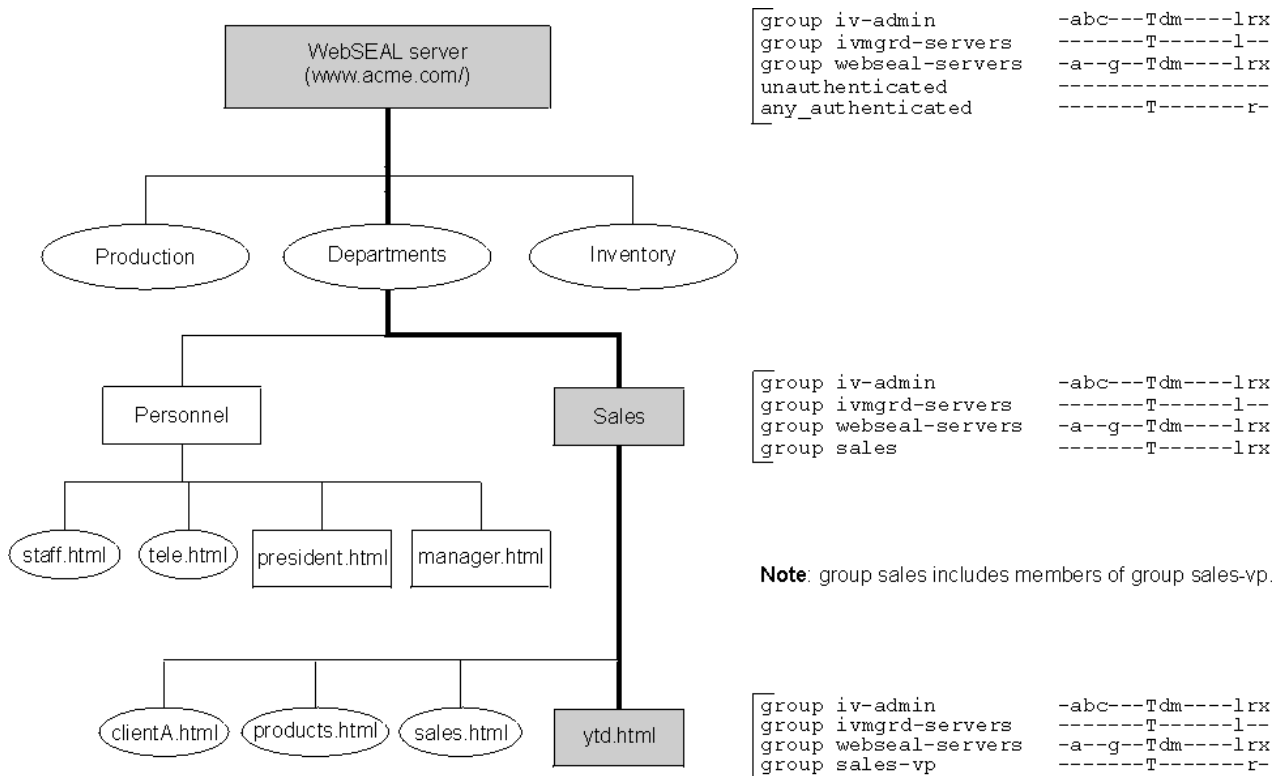 WebSEAL server
(www.acme.com/)
group iv-admin -abc---Tdm----lrx
group ivmgrd-servers -------T------l--
group webseal-servers -a--g--Tdm----lrx
unauthenticated -----------------
any_authenticated -------T-------r-
Production
Departments
Inventory
Personnel
Sales
group iv-admin -abc---Tdm----lrx
group ivmgrd-servers -------T------l--
group webseal-servers -a--g--Tdm----lrx
group sales -------T------lrx
staff.html
tele.html
president.html
manager.html
Note: group sales includes members of group sales-vp.
clientA.html
products.html
sales.html
ytd.html
group iv-admin -abc---Tdm----lrx
group ivmgrd-servers -------T------l--
group webseal-servers -a--g--Tdm----lrx
group sales-vp -------T-------r-